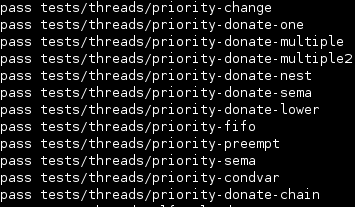 pass tests/threads/priority-change
pass tests/threads/priority-donate-one
pass tests/threads/priority-donate-multiple
pass tests/threads/priority-donate-multiple2
pass tests/threads/priority-donate-nest
pass tests/threads/priority-donate-sema
pass tests/threads/priority-donate-lower
pass tests/threads/priority-fifo
pass tests/threads/priority-preempt
pass tests/threads/priority-sema
pass tests/threads/priority-condvar
pass tests/threads/priority-donate-chain